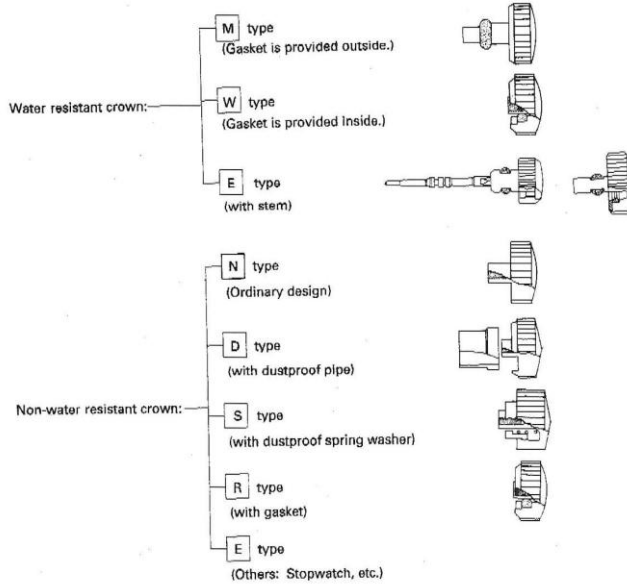 M type
(Gasket is provided outside.)
Water resistant crown:
W type
(Gasket is provided inside.)
E type
(with stem)
N type
(Ordinary design)
D type
(with dustproof pipe)
Non-water resistant crown:
S type
(with dustproof spring washer)
R type
(with gasket)
E type
(Others: Stopwatch, etc.)